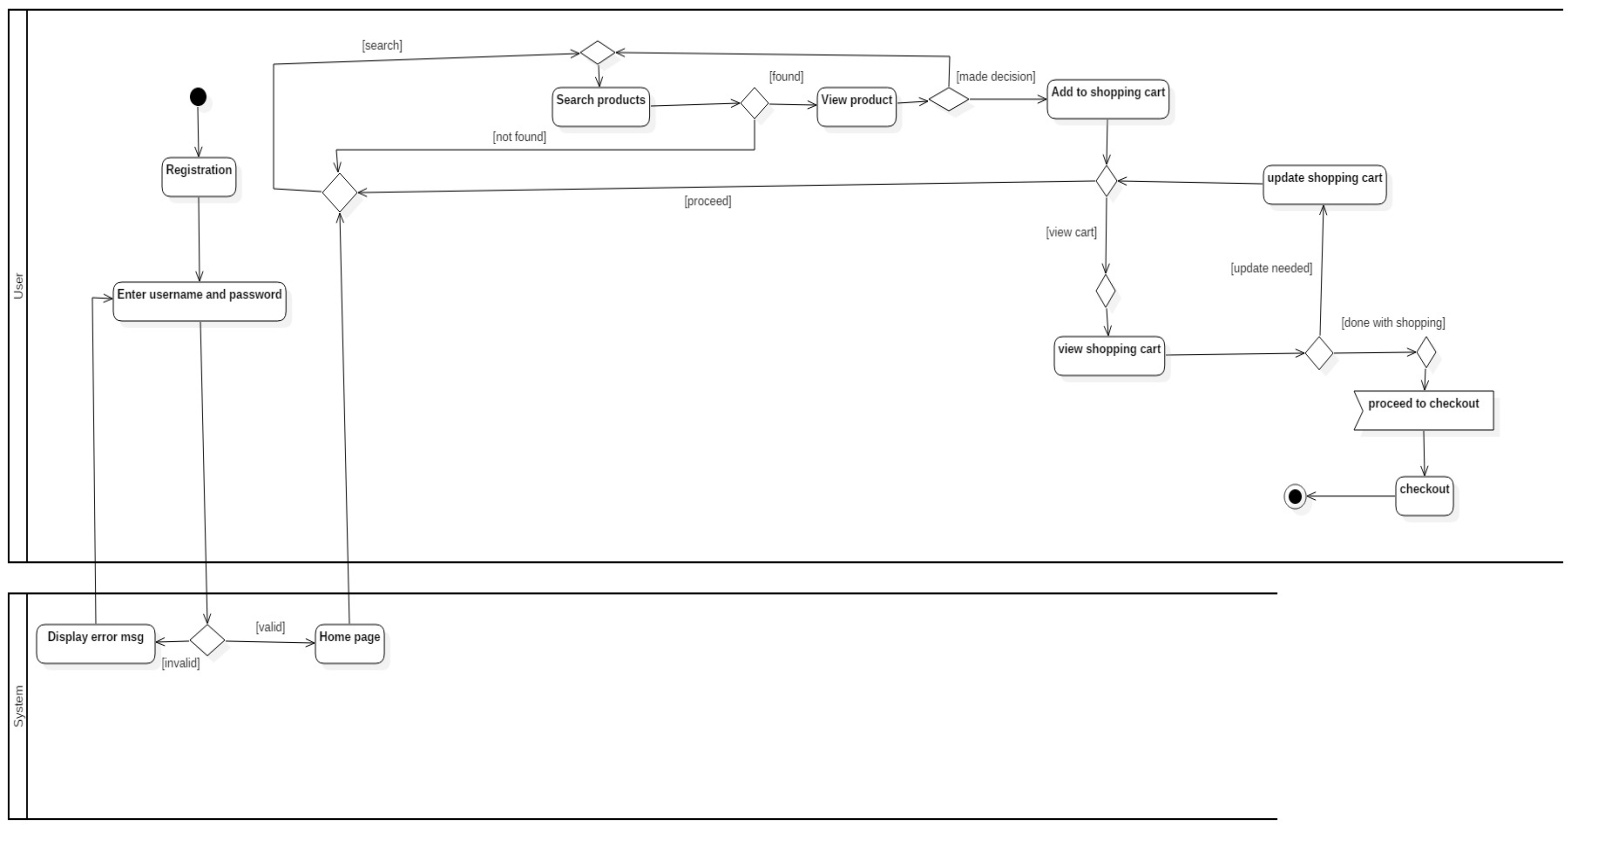 [search]
[found]
[made decision]
Search products
View product
Add to shopping cart
[not found]
Registration
update shopping cart
[proceed]
[view cart]
[update needed]
User
Enter username and password
[done with shopping]
view shopping cart
proceed to checkout
checkout
[valid]
Display error msg
Home page
[invalid]
System